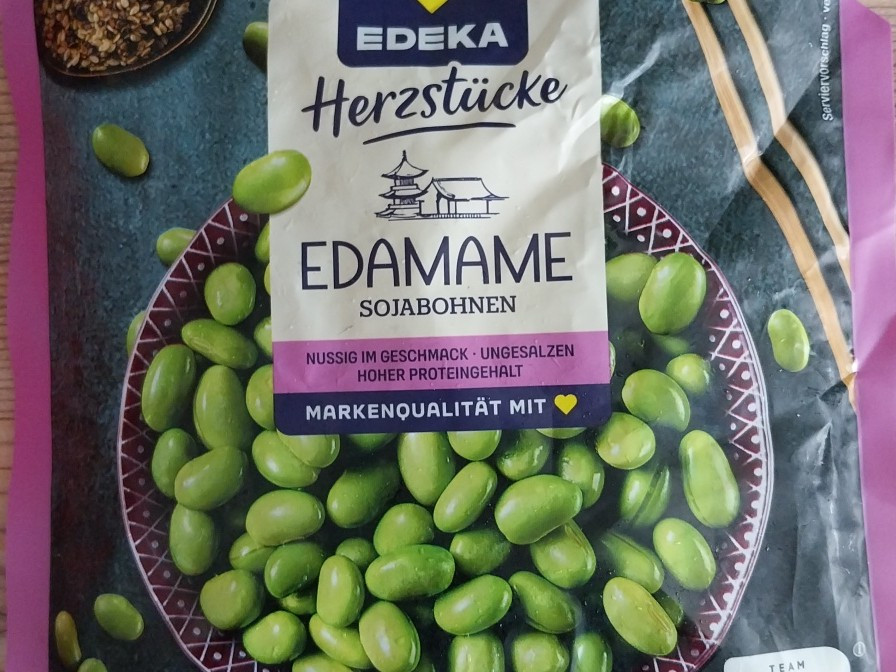 EDEKA
Herzstücke
EDAMAME
SOJABOHNEN
NUSSIG IM GESCHMACK · UNGESALZEN
HOHER PROTEINGEHALT
MARKENQUALITÄT MIT
Serviervorschlag
TEAM